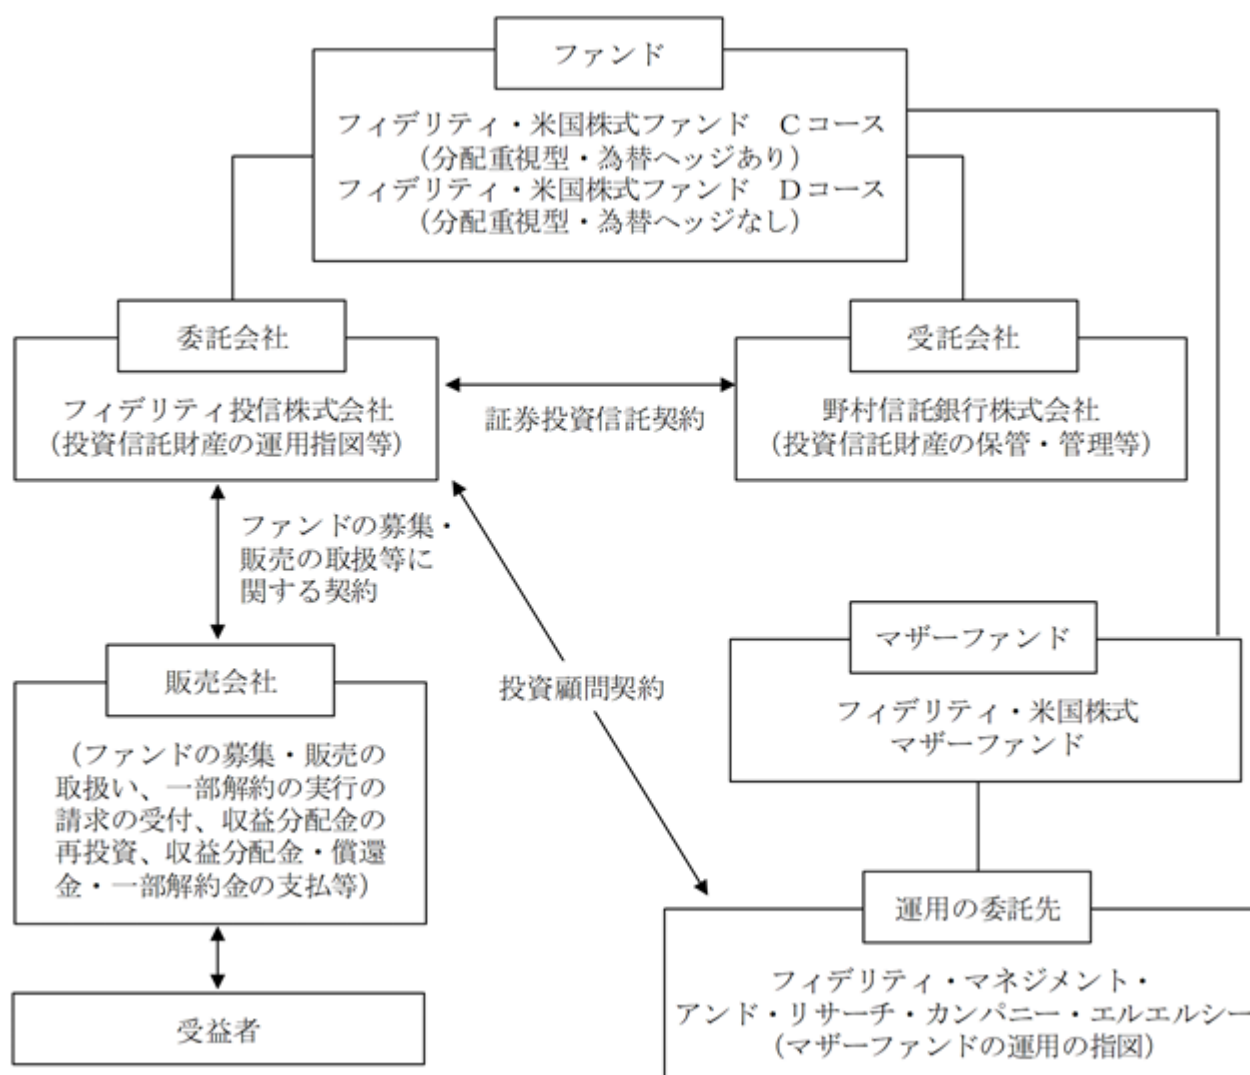 ファンド
フィデリティ・米国株式ファンド　Cコース
（分配重視型・為替ヘッジあり）
フィデリティ・米国株式ファンド　Dコース
（分配重視型・為替ヘッジなし）
委託会社
フィデリティ投信株式会社
（投資信託財産の運用指図等）
証券投資信託契約
受託会社
野村信託銀行株式会社
（投資信託財産の保管・管理等）
ファンドの募集・
販売の取扱等に
関する契約
投資顧問契約
マザーファンド
フィデリティ・米国株式
マザーファンド
販売会社
（ファンドの募集・販売の
取扱い、一部解約の実行の
請求の受付、収益分配金の
再投資、収益分配金・償還
金・一部解約金の支払等）
運用の委託先
フィデリティ・マネジメント・
アンド・リサーチ・カンパニー・エルエルシー
（マザーファンドの運用の指図）
受益者